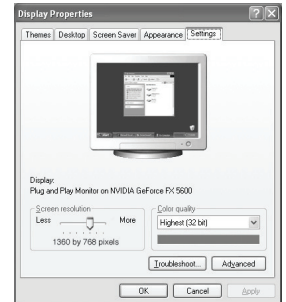 Display Properties
Themes Desktop Screen Saver Appearance Settings
Display:
Plug and Play Monitor on NVIDIA GeForce FX 5600
Screen resolution
Less More
1360 by 768 pixels
Color quality
Highest (32 bit)
Troubleshoot... Advanced
OK Cancel Apply